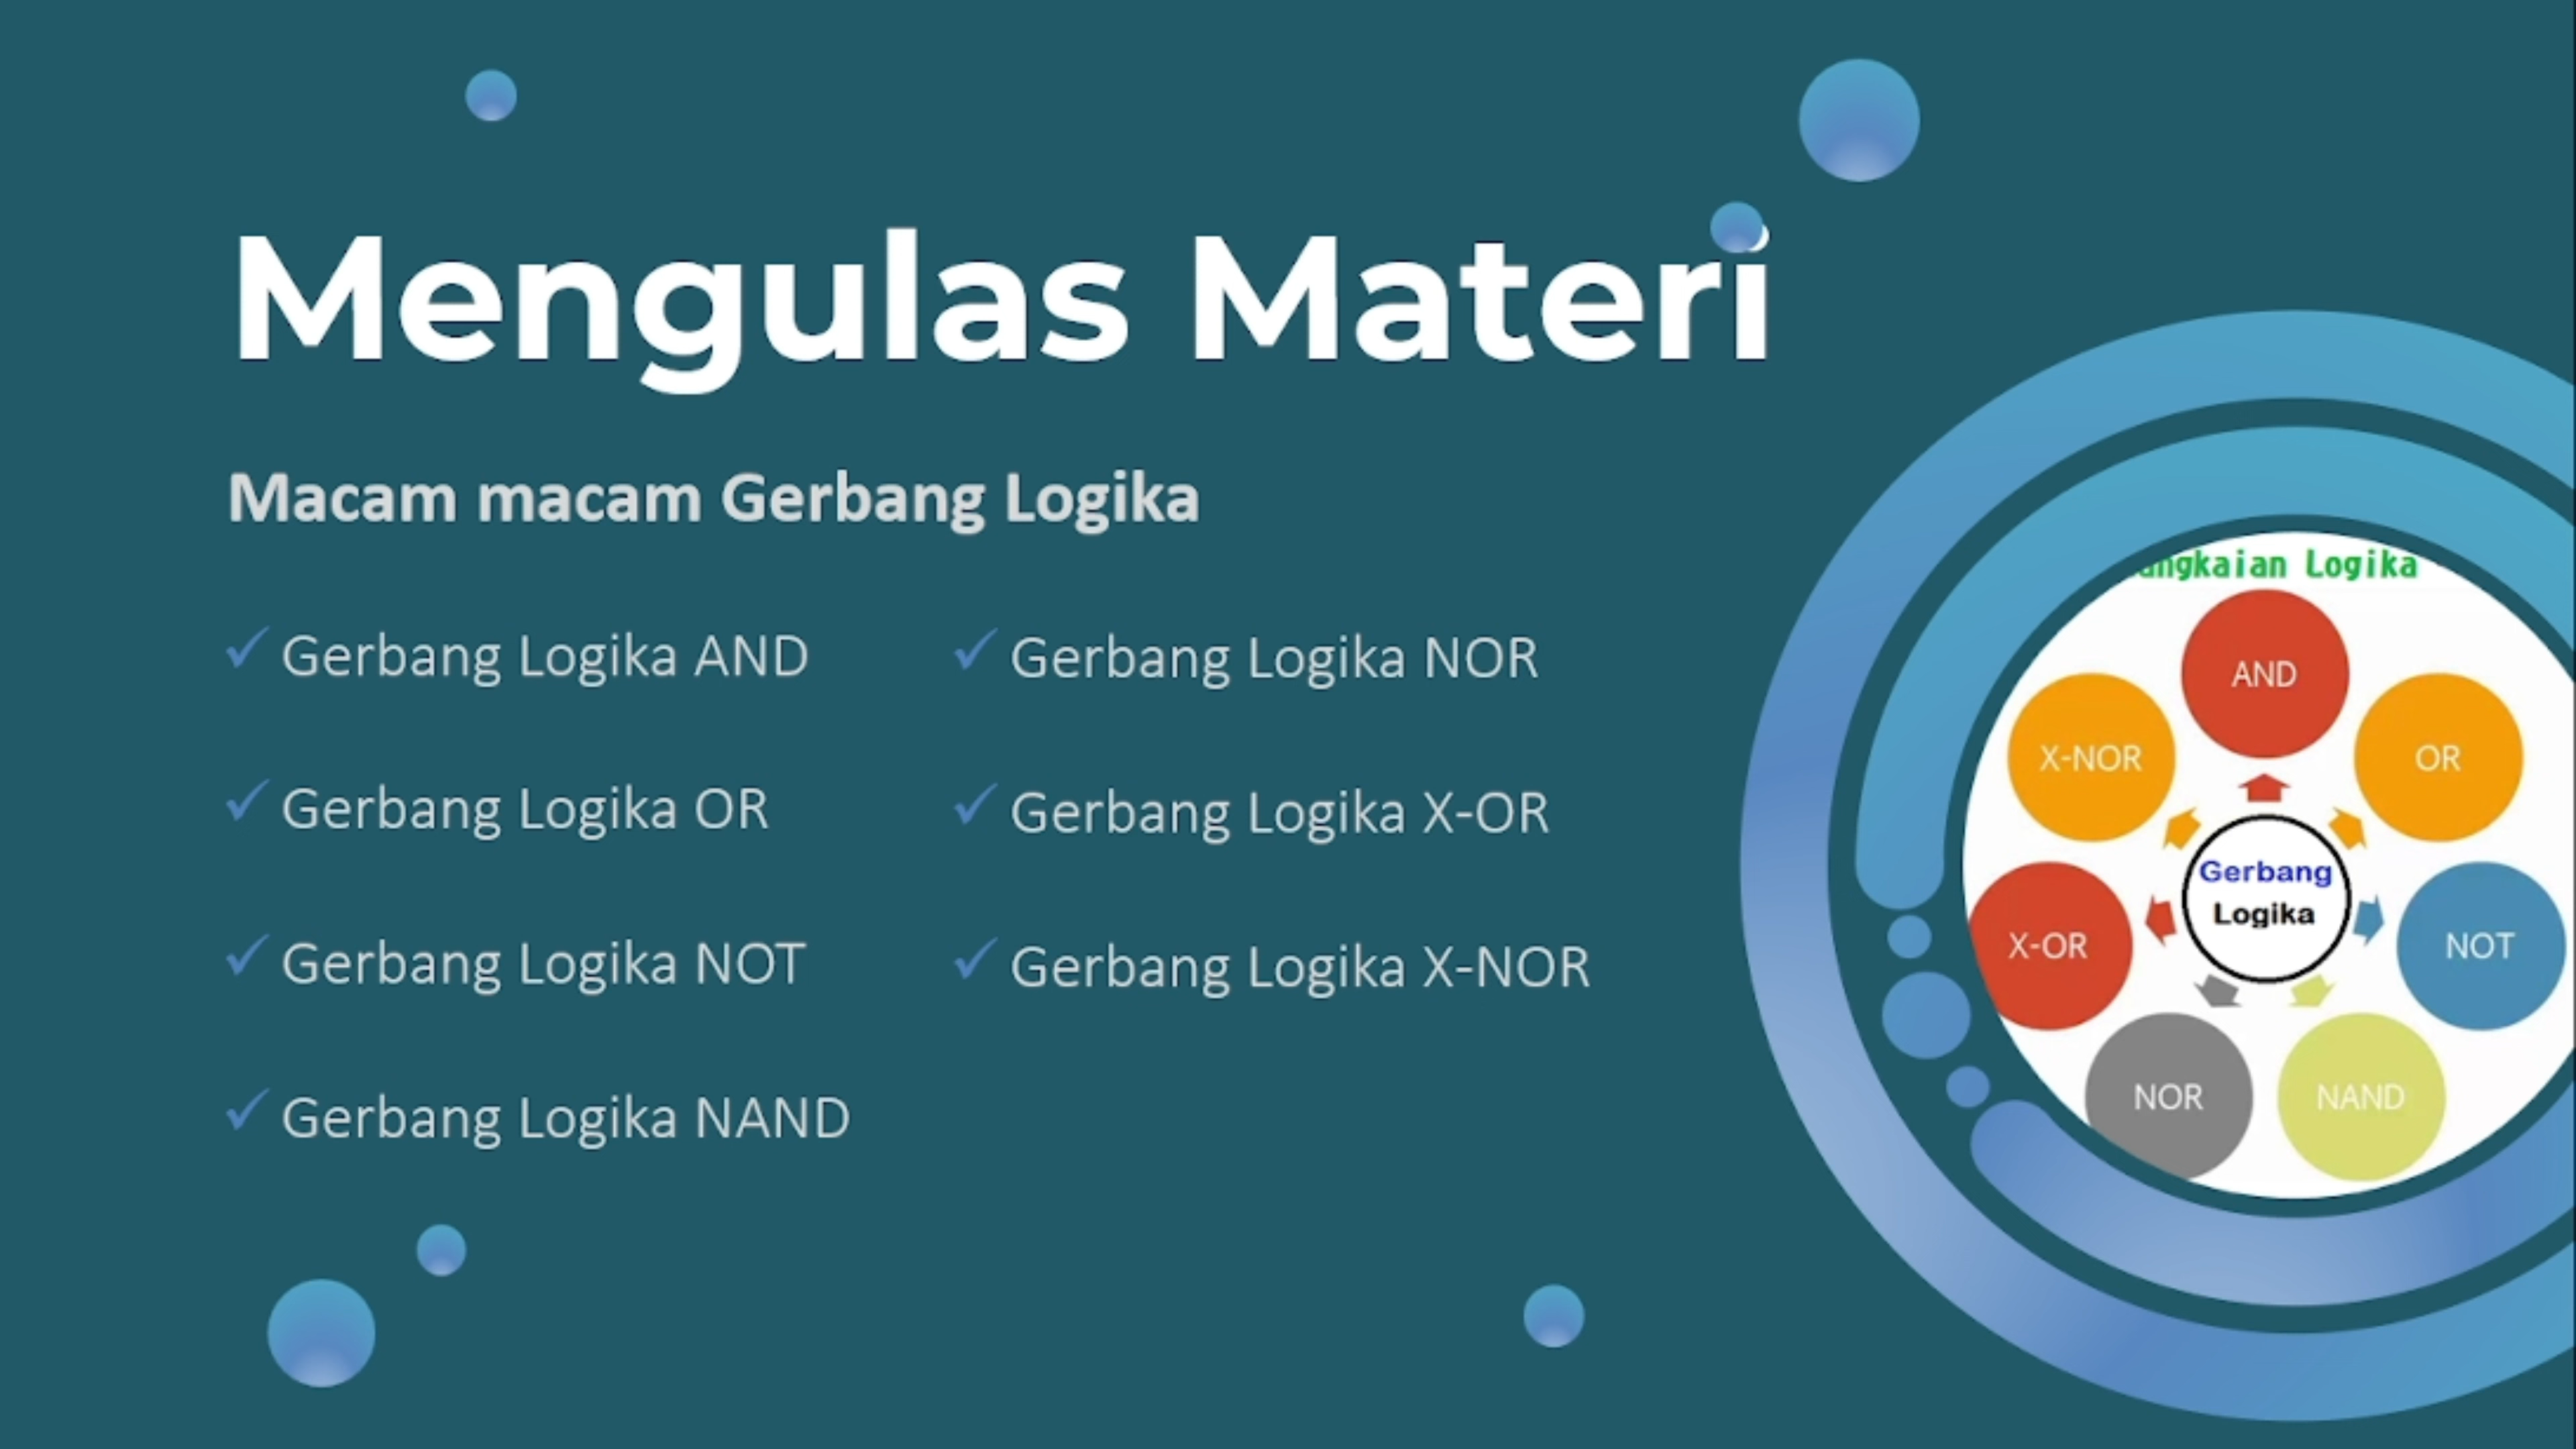 Mengulas Materi
Macam macam Gerbang Logika
Gerbang Logika AND
Gerbang Logika OR
Gerbang Logika NOT
Gerbang Logika NAND
Gerbang Logika NOR
Gerbang Logika X-OR
Gerbang Logika X-NOR
Logika
AND
X-NOR
OR
Gerbang
Logika
X-OR
NOT
NOR
NAND